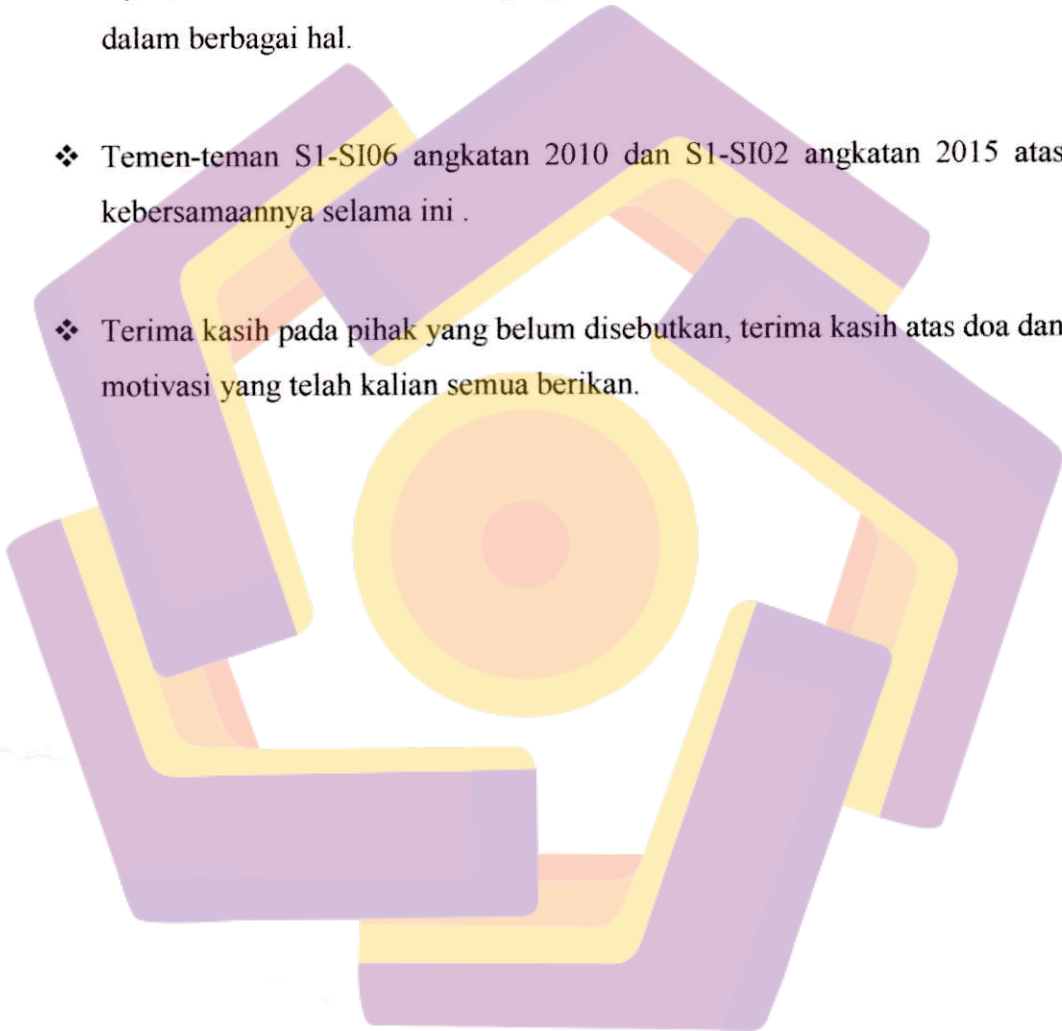 dalam berbagai hal.
❖ Temen-teman S1-SI06 angkatan 2010 dan S1-SI02 angkatan 2015 atas
kebersamaannya selama ini .
❖ Terima kasih pada pihak yang belum disebutkan, terima kasih atas doa dan
motivasi yang telah kalian semua berikan.